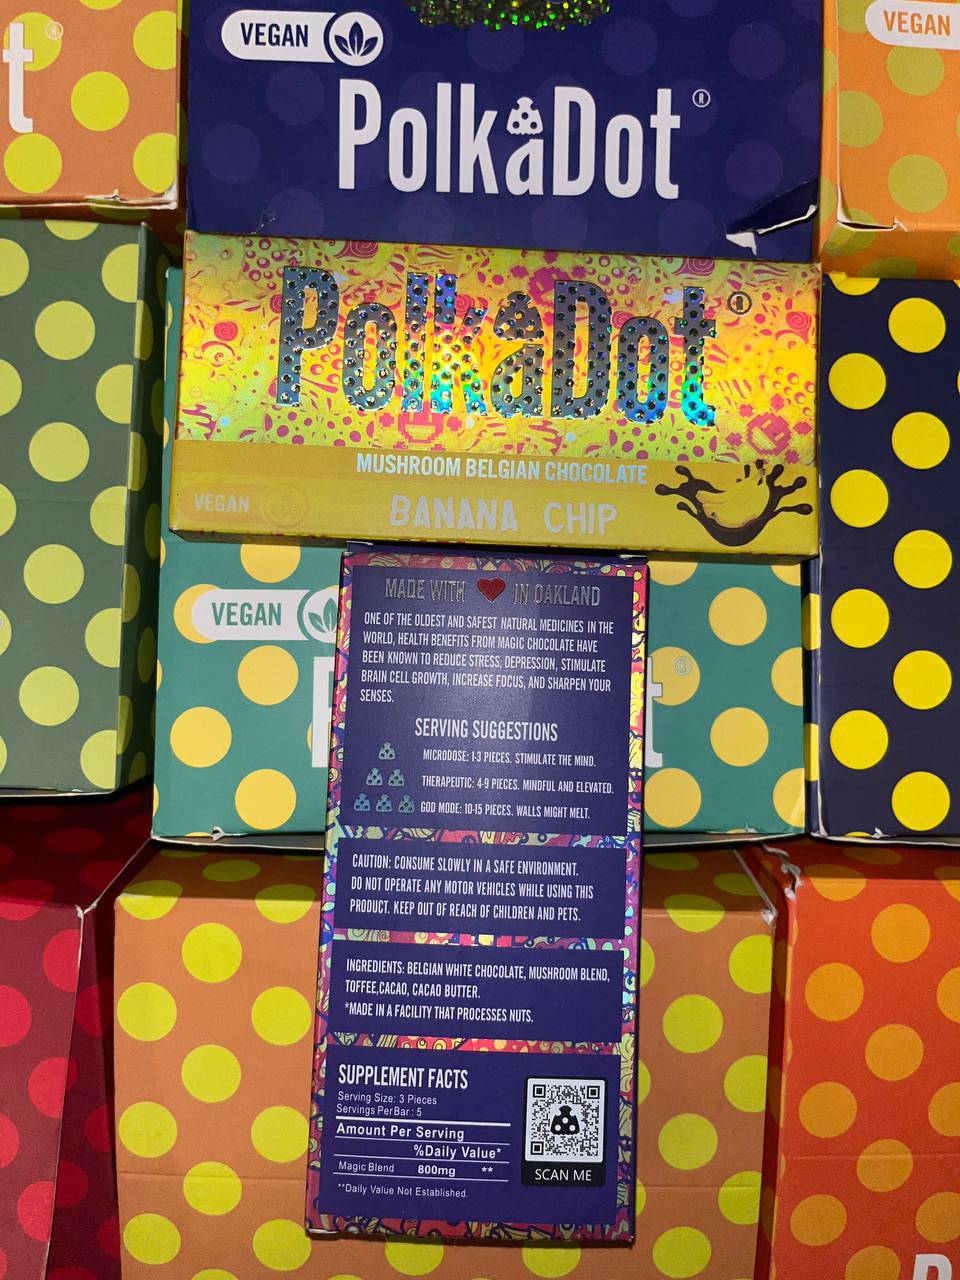 VEGAN
VEGAN
t
PolkaDot®
PolkaDot®
MUSHROOM BELGIAN CHOCOLATE
VEGAN
BANANA CHIP
VEGAN
t®
MADE WITH ❤ IN OAKLAND
ONE OF THE OLDEST AND SAFEST NATURAL MEDICINES IN THE
WORLD, HEALTH BENEFITS FROM MAGIC CHOCOLATE HAVE
BEEN KNOWN TO REDUCE STRESS, DEPRESSION, STIMULATE
BRAIN CELL GROWTH, INCREASE FOCUS, AND SHARPEN YOUR
SENSES.
SERVING SUGGESTIONS
MICRODOSE: 1-3 PIECES. STIMULATE THE MIND.
THERAPEUTIC: 4-9 PIECES. MINDFUL AND ELEVATED.
GOD MODE: 10-15 PIECES. WALLS MIGHT MELT.
CAUTION: CONSUME SLOWLY IN A SAFE ENVIRONMENT.
DO NOT OPERATE ANY MOTOR VEHICLES WHILE USING THIS
PRODUCT. KEEP OUT OF REACH OF CHILDREN AND PETS.
INGREDIENTS: BELGIAN WHITE CHOCOLATE, MUSHROOM BLEND,
TOFFEE,CACAO, CACAO BUTTER.
*MADE IN A FACILITY THAT PROCESSES NUTS.
SUPPLEMENT FACTS
Serving Size: 3 Pieces
Servings Per Bar : 5
Amount Per Serving
%Daily Value*
Magic Blend 800mg **
**Daily Value Not Established.
SCAN ME